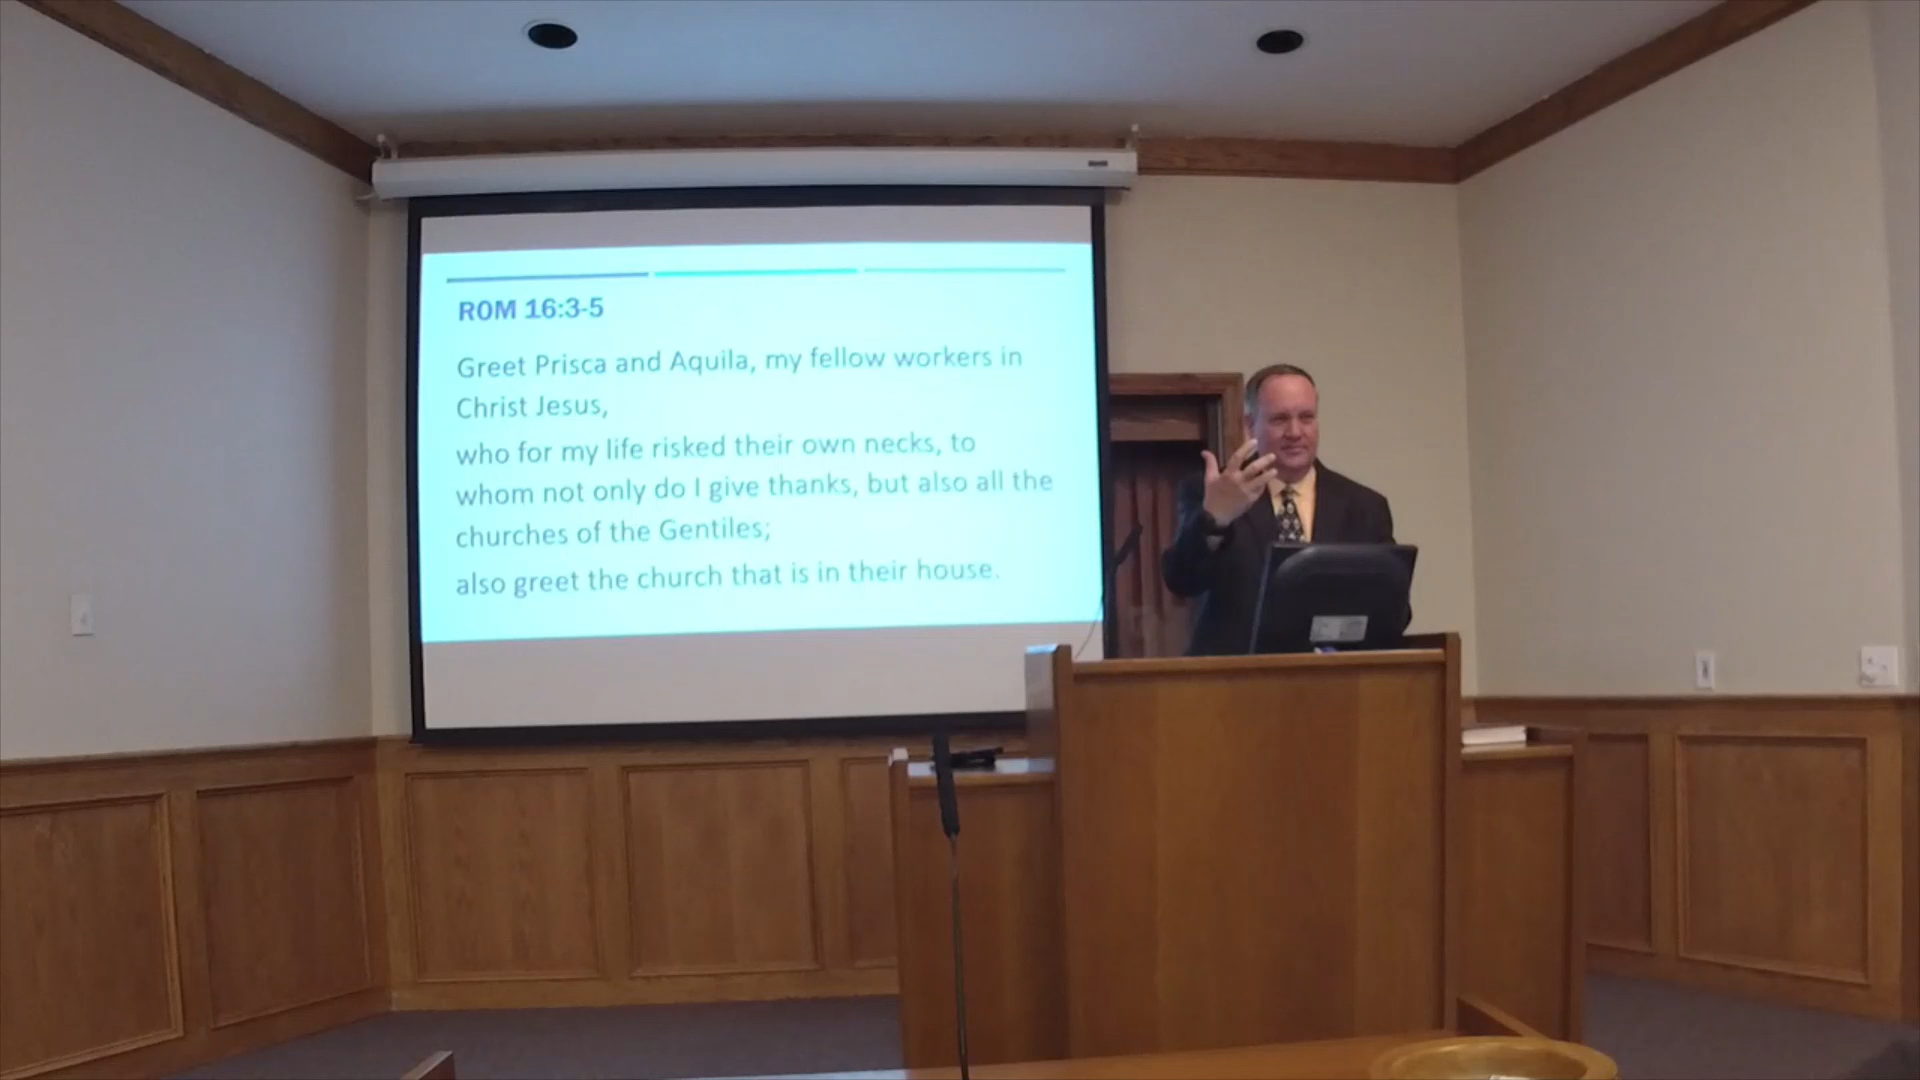 ROM 16:3-5
Greet Prisca and Aquila, my fellow workers in
Christ Jesus,
who for my life risked their own necks, to
whom not only do I give thanks, but also all the
churches of the Gentiles;
also greet the church that is in their house.